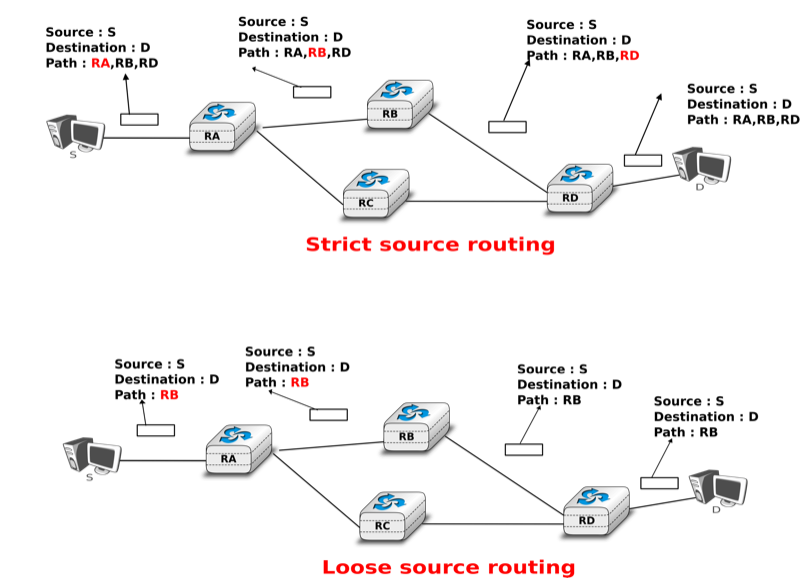 Source : S
Destination : D
Path : RA,RB,RD
Source : S
Destination : D
Path : RA,RB,RD
Source : S
Destination : D
Path : RA,RB,RD
Source : S
Destination : D
Path : RA,RB,RD
S
RA
RB
RC
RD
D
Strict source routing
Source : S
Destination : D
Path : RB
Source : S
Destination : D
Path : RB
Source : S
Destination : D
Path : RB
Source : S
Destination : D
Path : RB
S
RA
RB
RC
RD
D
Loose source routing